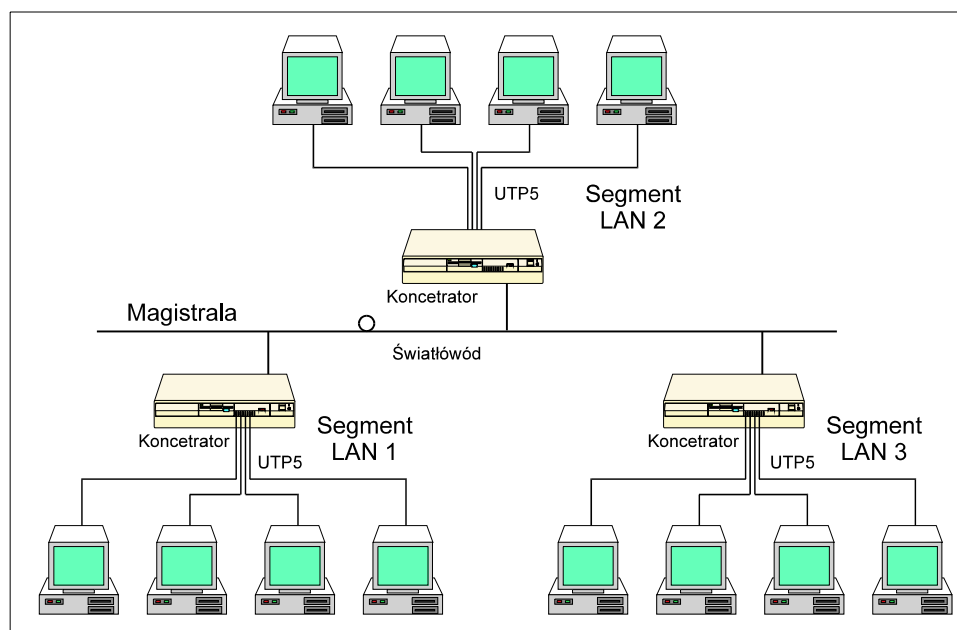 UTP5
Segment
LAN 2
Koncetrator
Magistrala
Światłówód
Koncetrator
Segment
LAN 1
UTP5
Koncetrator
Segment
LAN 3
UTP5